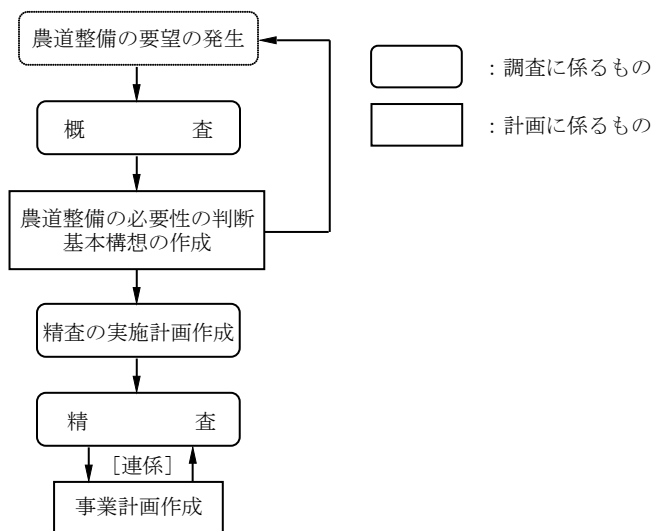 農道整備の要望の発生
：調査に係るもの
概　　　　　査
：計画に係るもの
農道整備の必要性の判断
基本構想の作成
精査の実施計画作成
精　　　　　査
［連係］
事業計画作成